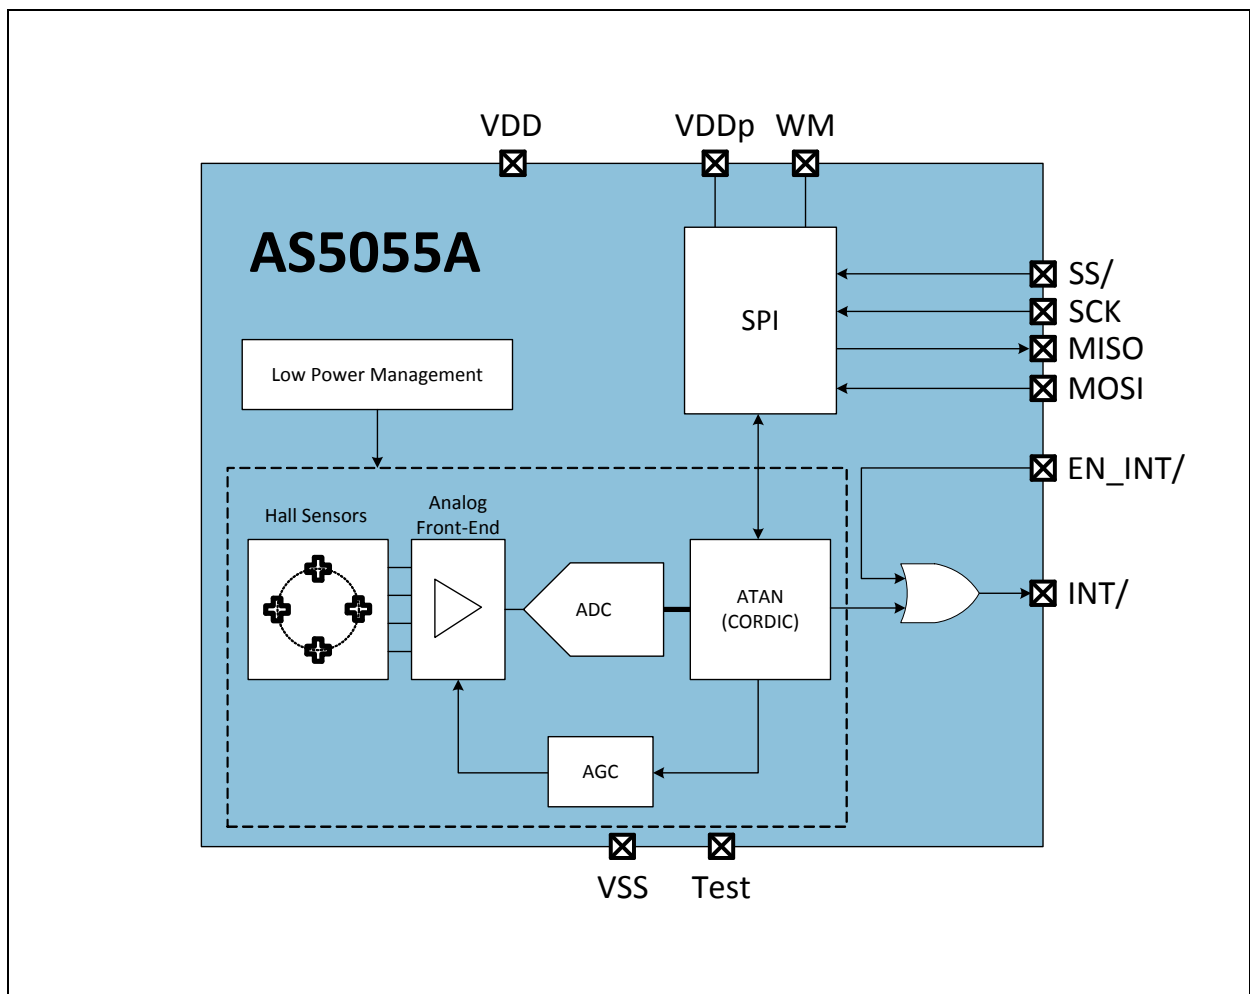 VDD
VDDp
WM
AS5055A
SPI
SS/
SCK
MISO
MOSI
Low Power Management
EN_INT/
Hall Sensors
Analog
Front-End
ADC
ATAN
(CORDIC)
INT/
AGC
VSS
Test